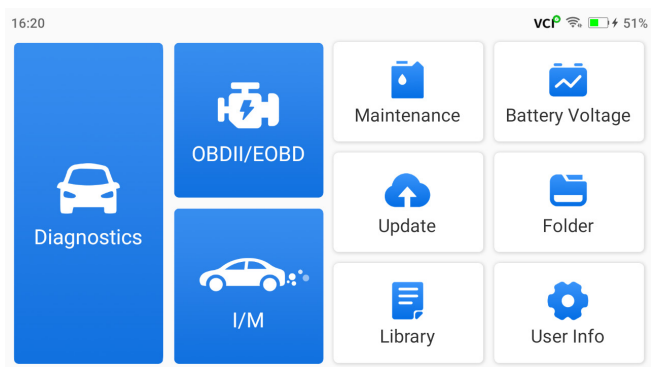 16:20
VCI
51%
Diagnostics
OBDII/EOBD
I/M
Maintenance
Battery Voltage
Update
Folder
Library
User Info